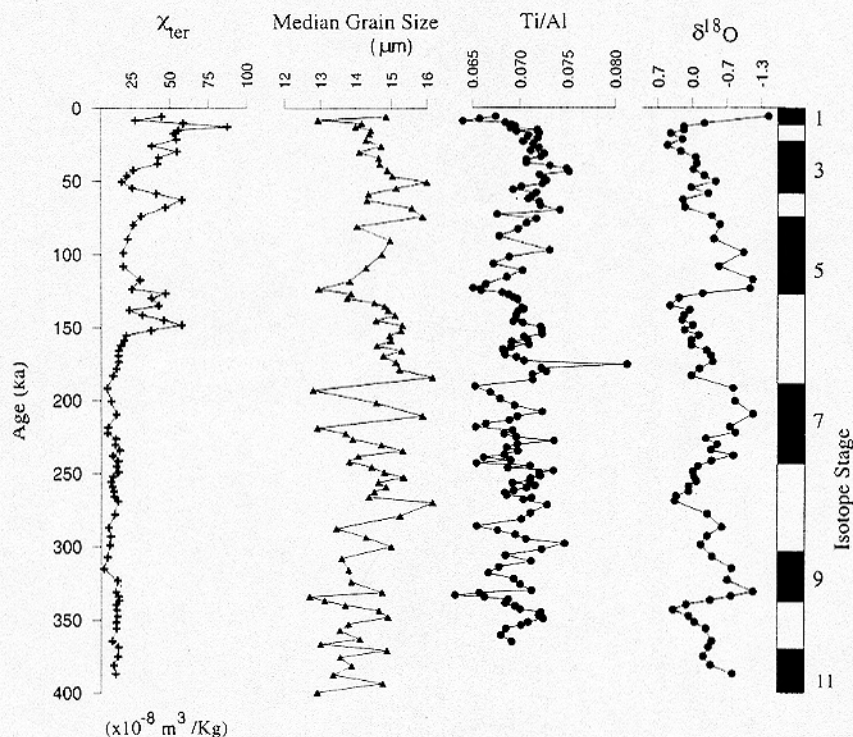 χter Median Grain Size Ti/Al δ18O
(μm)
25 50 75 100 12 13 14 15 16 0.065 0.070 0.075 0.080 0.7 0.0 -0.7 -1.3
0 1
50 3
100 5
150
200 7
250
300 9
350
400 11
Age (ka)
Isotope Stage
(x10-8 m3 /Kg)